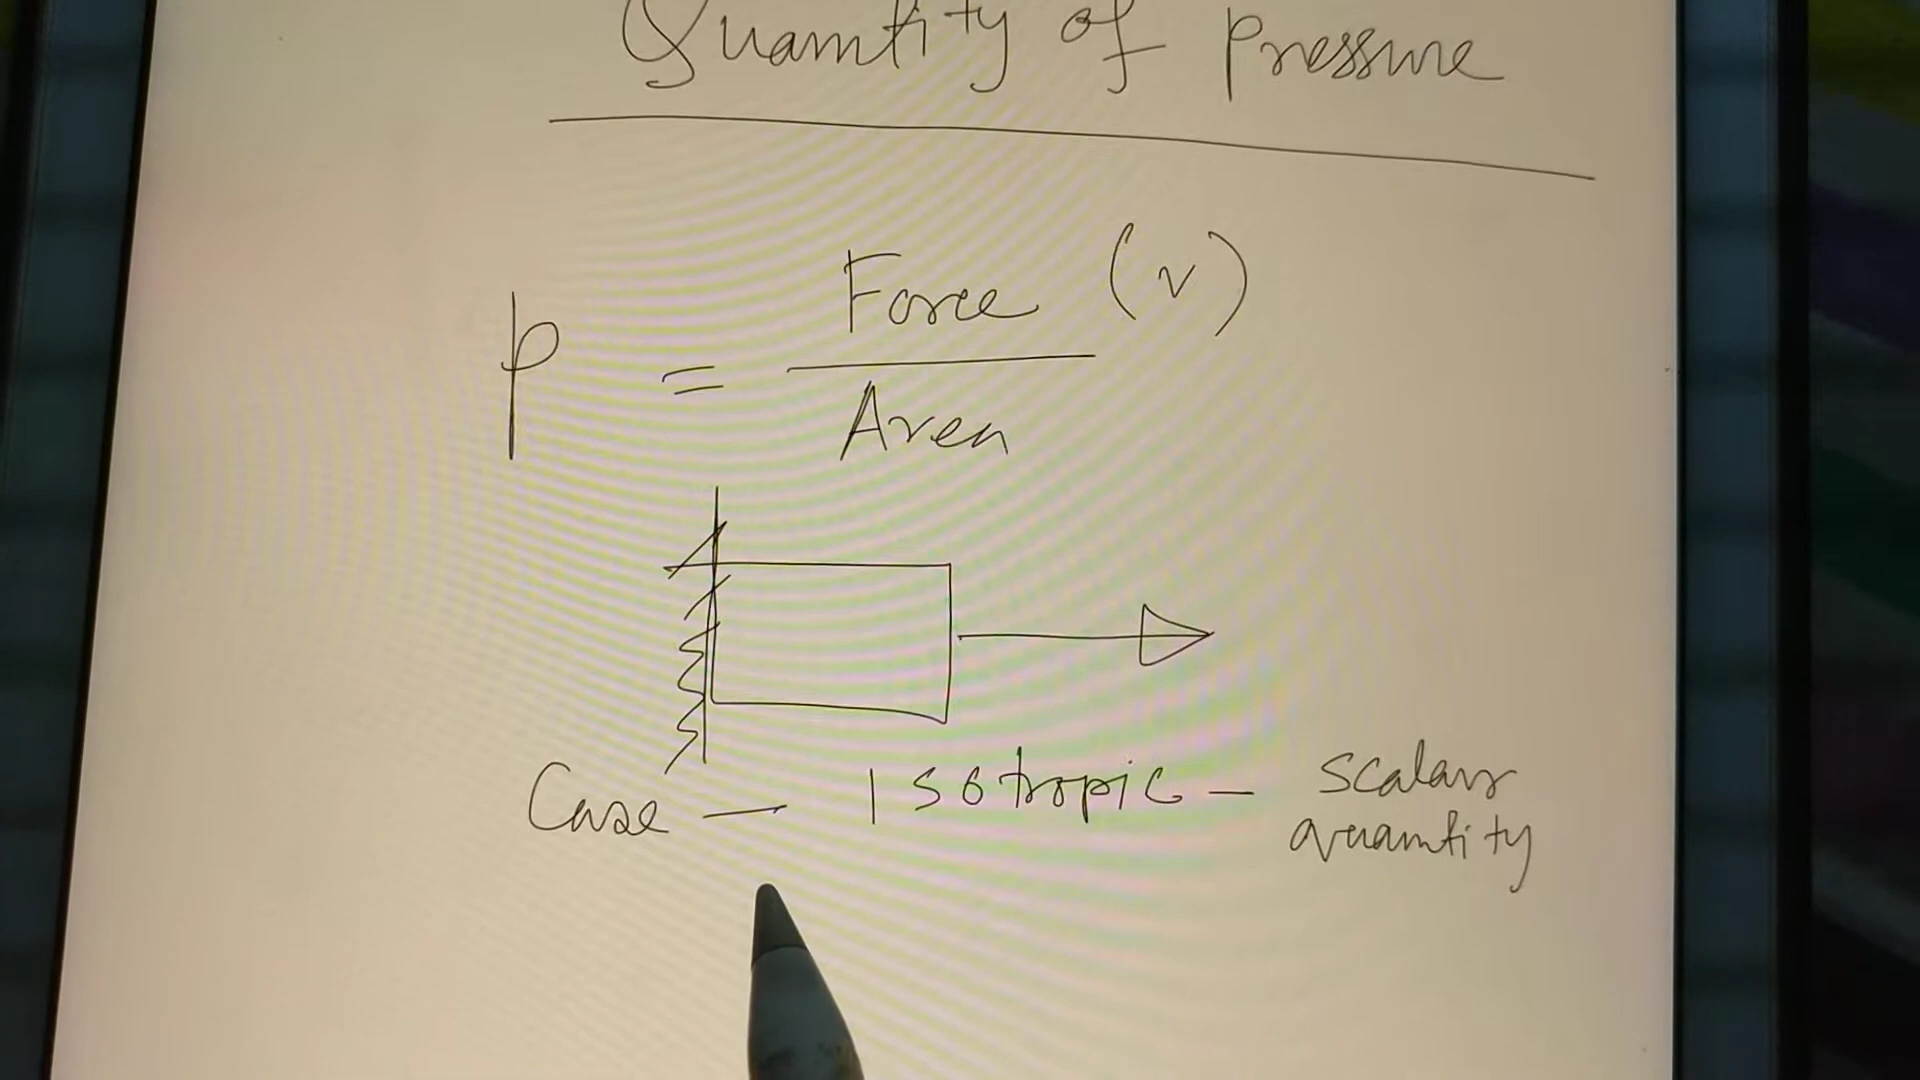 Quantity of Pressure
p = Force (v)
Area
Case — Isotropic — scalar
quantity